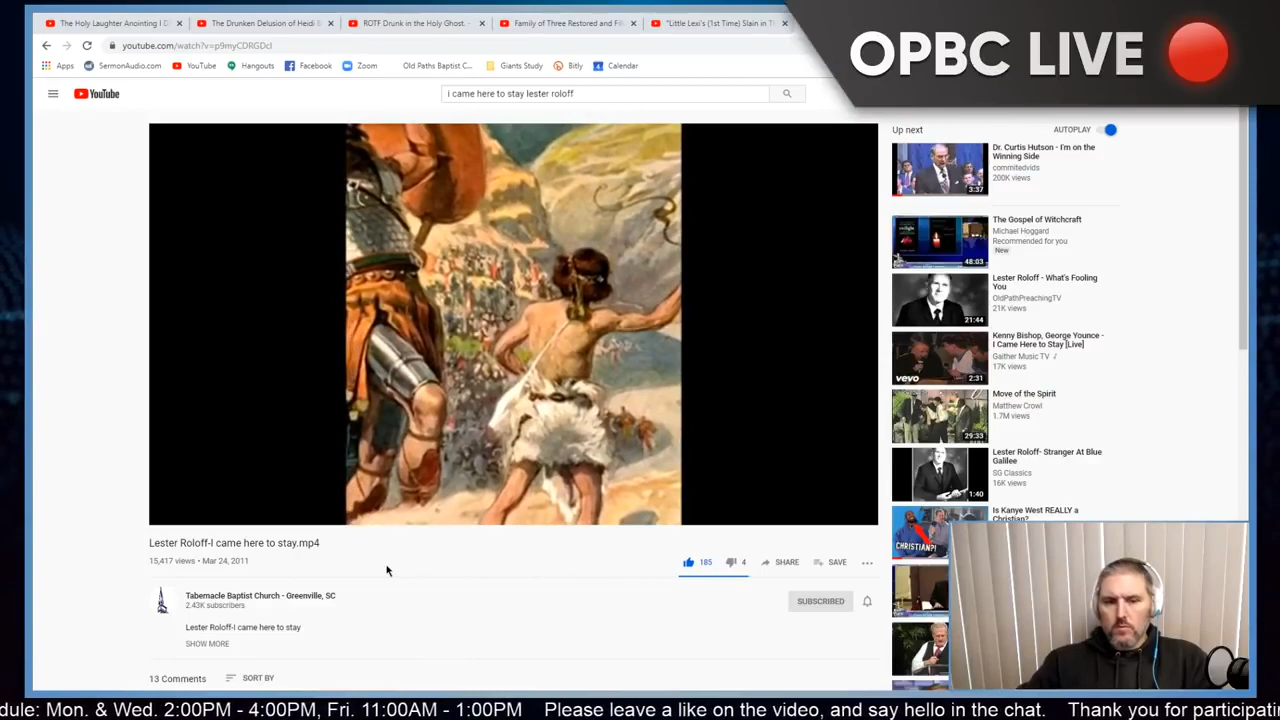 The Holy Laughter Anointing I D
The Drunken Delusion of Heidi
ROTF Drunk in the Holy Ghost. -
Family of Three Restored and Fi
"Little Lexi's (1st Time) Slain in T
OPBC LIVE
youtube.com/watch?v=p9myCDRGDcI
Apps
SermonAudio.com
YouTube
Hangouts
Facebook
Zoom
Old Paths Baptist C...
Giants Study
Bitly
Calendar
YouTube
i came here to stay lester roloff
Up next
AUTOPLAY
Dr. Curtis Hutson - I'm on the
Winning Side
commitedvids
200K views
3:37
The Gospel of Witchcraft
Michael Hoggard
Recommended for you
New
48:03
Lester Roloff - What's Fooling
You
OldPathPreachingTV
21K views
21:44
Kenny Bishop, George Younce -
I Came Here to Stay [Live]
Gaither Music TV
17K views
vevo
2:31
Move of the Spirit
Matthew Crowl
1.7M views
29:33
Lester Roloff- Stranger At Blue
Galilee
SG Classics
16K views
1:40
Is Kanye West REALLY a
Christian?
CHRISTIAN?!
Lester Roloff-I came here to stay.mp4
15,417 views • Mar 24, 2011
185
4
SHARE
SAVE
Tabernacle Baptist Church - Greenville, SC
2.43K subscribers
SUBSCRIBED
Lester Roloff-I came here to stay
SHOW MORE
13 Comments
SORT BY
dule: Mon. & Wed. 2:00PM - 4:00PM, Fri. 11:00AM - 1:00PM Please leave a like on the video, and say hello in the chat. Thank you for participati